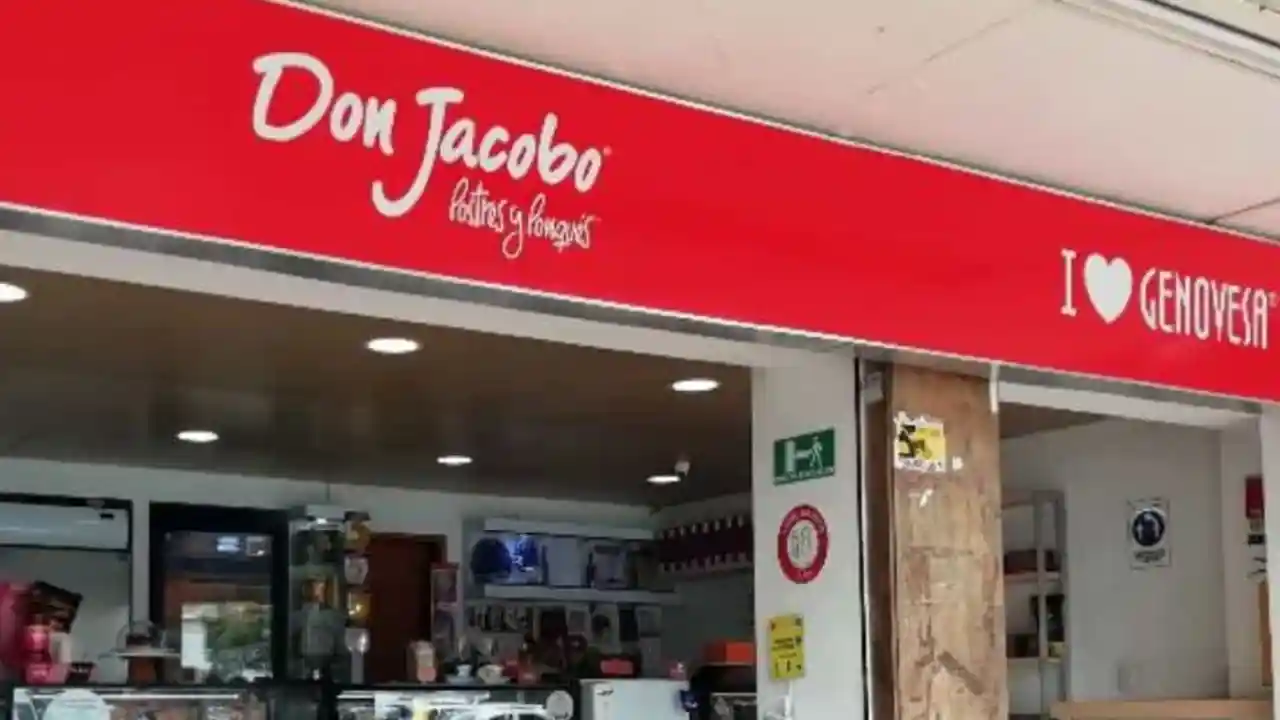 Don Jacobo
Postres y Ponqués
I ♥ GENOVESA